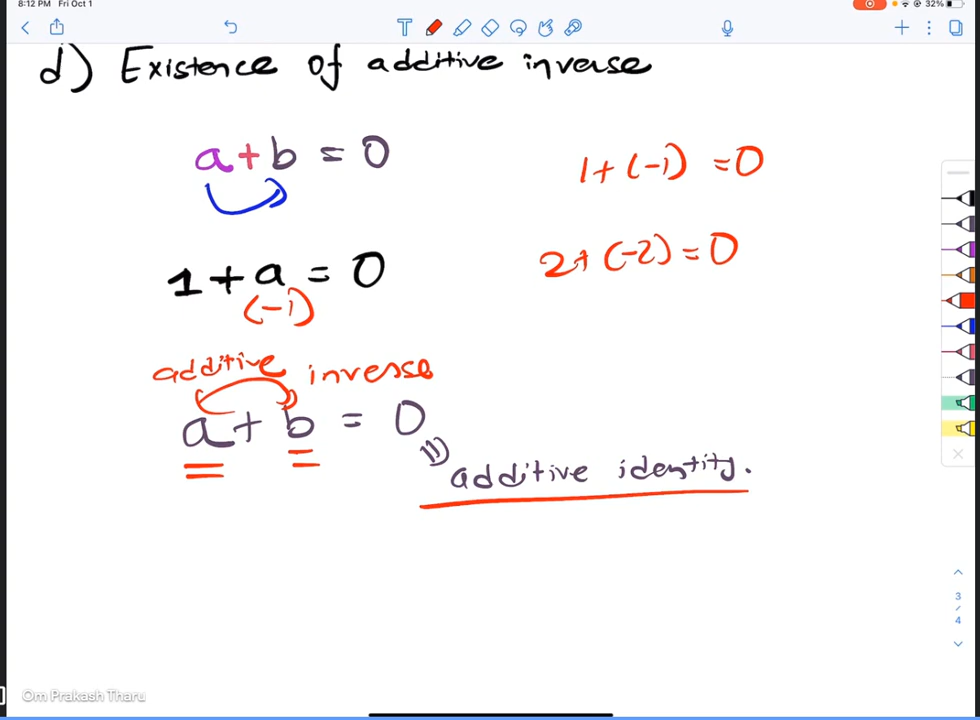 8:12 PM Fri Oct 1
32%
T
d) Existence of additive inverse
a + b = 0
1 + (-1) = 0
2 + (-2) = 0
1 + a = 0
(-1)
additive inverse
a + b = 0
additive identity.
3
/
4
Om Prakash Tharu